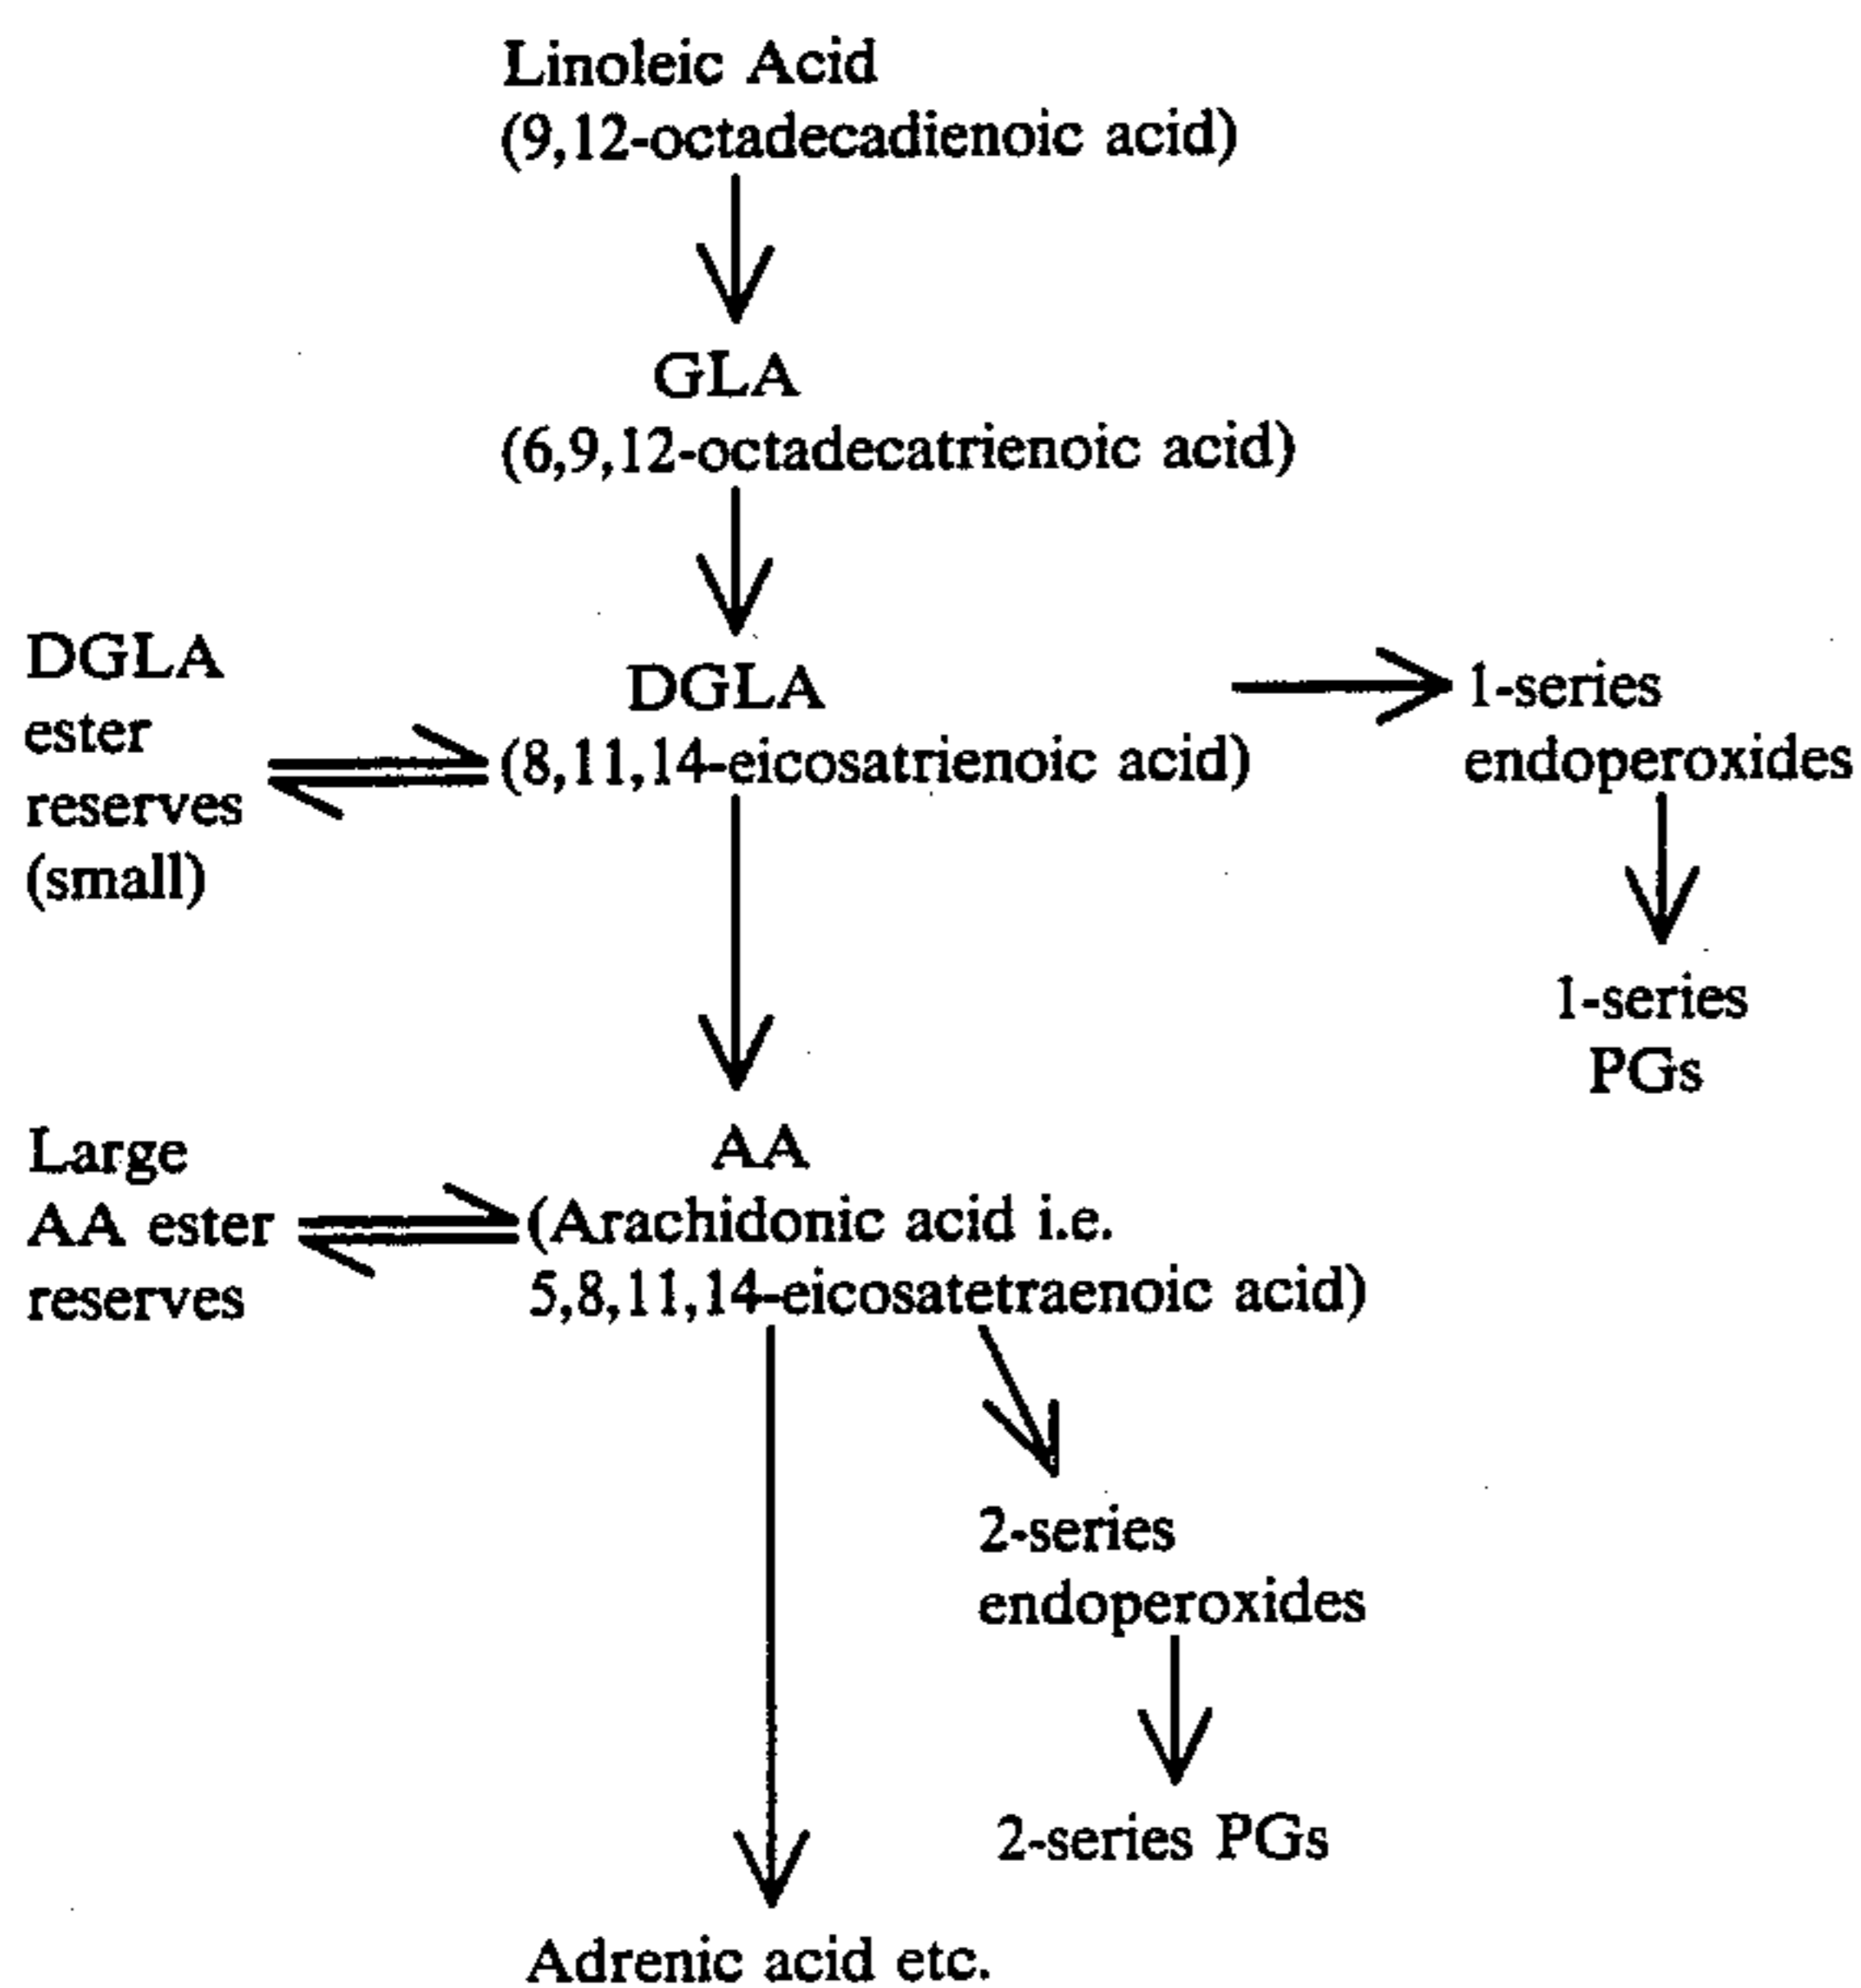 Linoleic Acid
(9,12-octadecadienoic acid)
GLA
(6,9,12-octadecatrienoic acid)
DGLA
ester
reserves
(small)
DGLA
(8,11,14-eicosatrienoic acid)
1-series
endoperoxides
1-series
PGs
Large
AA ester
reserves
AA
(Arachidonic acid i.e.
5,8,11,14-eicosatetraenoic acid)
2-series
endoperoxides
2-series PGs
Adrenic acid etc.